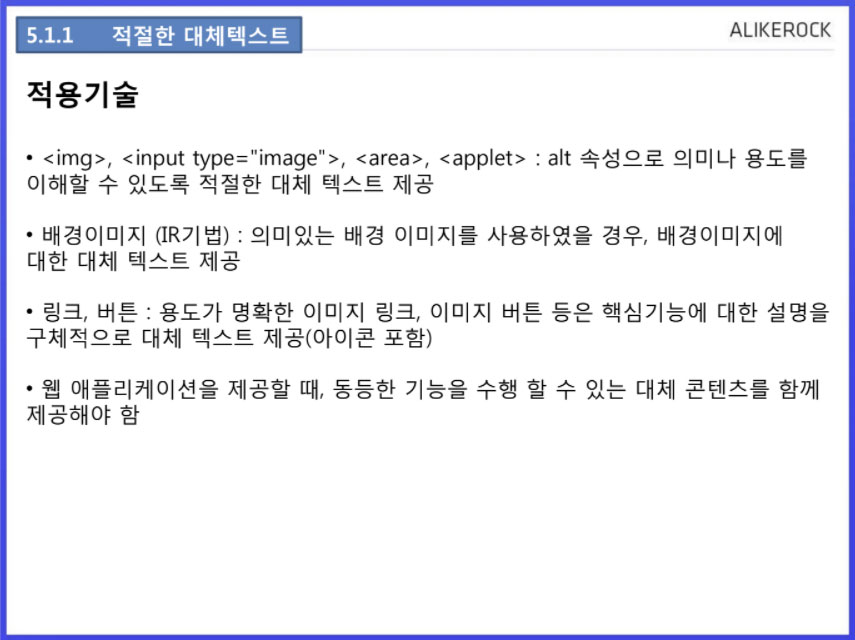 5.1.1 적절한 대체텍스트
ALIKEROCK
적용기술
• <img>, <input type="image">, <area>, <applet> : alt 속성으로 의미나 용도를
이해할 수 있도록 적절한 대체 텍스트 제공
• 배경이미지 (IR기법) : 의미있는 배경 이미지를 사용하였을 경우, 배경이미지에
대한 대체 텍스트 제공
• 링크, 버튼 : 용도가 명확한 이미지 링크, 이미지 버튼 등은 핵심기능에 대한 설명을
구체적으로 대체 텍스트 제공(아이콘 포함)
• 웹 애플리케이션을 제공할 때, 동등한 기능을 수행 할 수 있는 대체 콘텐츠를 함께
제공해야 함